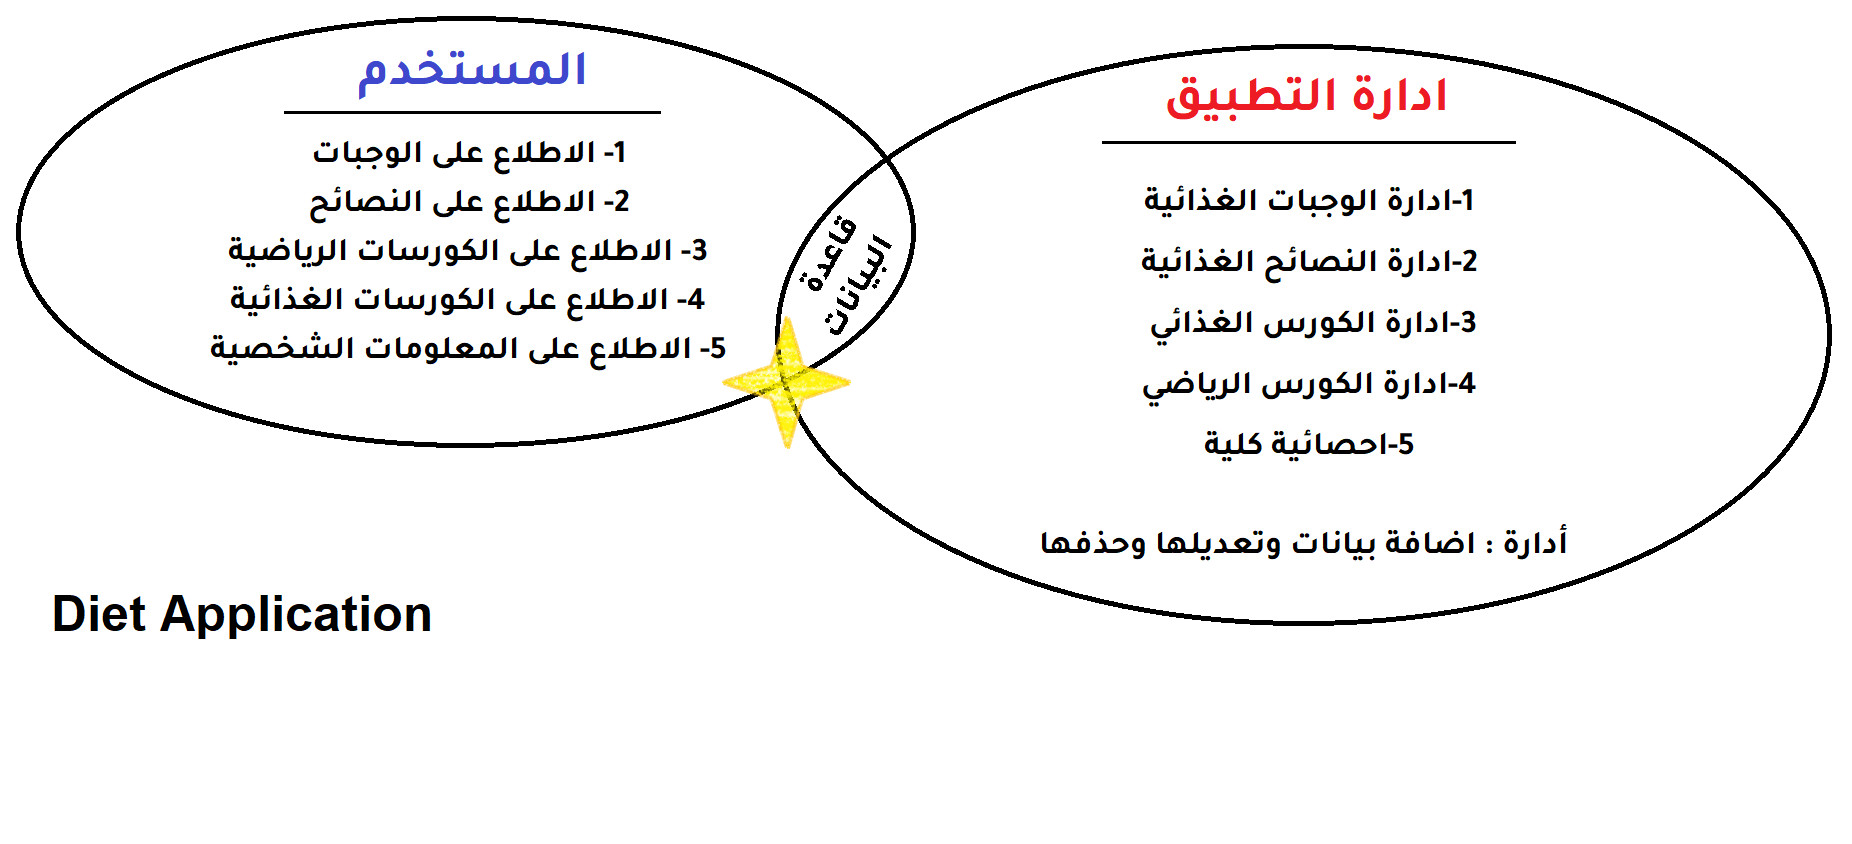 المستخدم
1- الاطلاع على الوجبات
2- الاطلاع على النصائح
3- الاطلاع على الكورسات الرياضية
4- الاطلاع على الكورسات الغذائية
5- الاطلاع على المعلومات الشخصية
قاعدة
البيانات
ادارة التطبيق
1-ادارة الوجبات الغذائية
2-ادارة النصائح الغذائية
3-ادارة الكورس الغذائي
4-ادارة الكورس الرياضي
5-احصائية كلية
أدارة : اضافة بيانات وتعديلها وحذفها
Diet Application